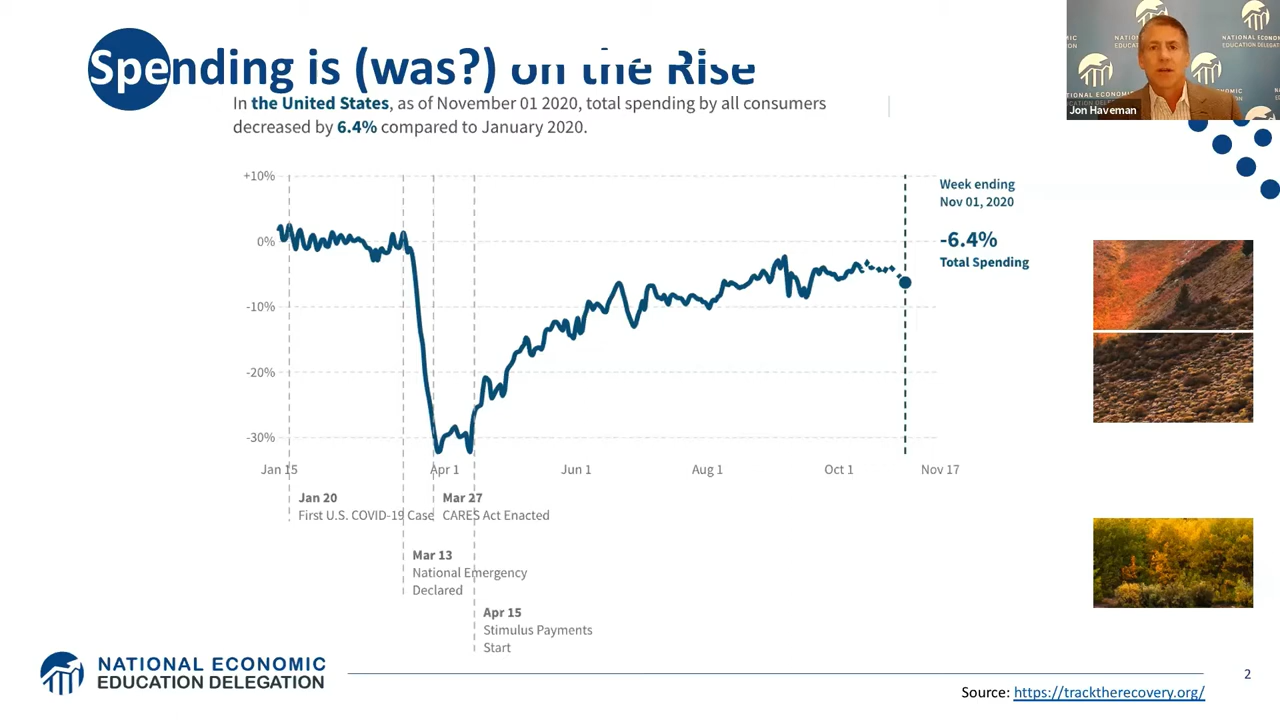 Spending is (was?) on the Rise
In the United States, as of November 01 2020, total spending by all consumers
decreased by 6.4% compared to January 2020.
+10%
0%
-10%
-20%
-30%
Week ending
Nov 01, 2020
-6.4%
Total Spending
Jan 15
Apr 1
Jun 1
Aug 1
Oct 1
Nov 17
Jan 20
First U.S. COVID-19 Case
Mar 27
CARES Act Enacted
Mar 13
National Emergency
Declared
Apr 15
Stimulus Payments
Start
NATIONAL ECONOMIC
EDUCATION DELEGATION
2
Source: https://tracktherecovery.org/
Jon Haveman